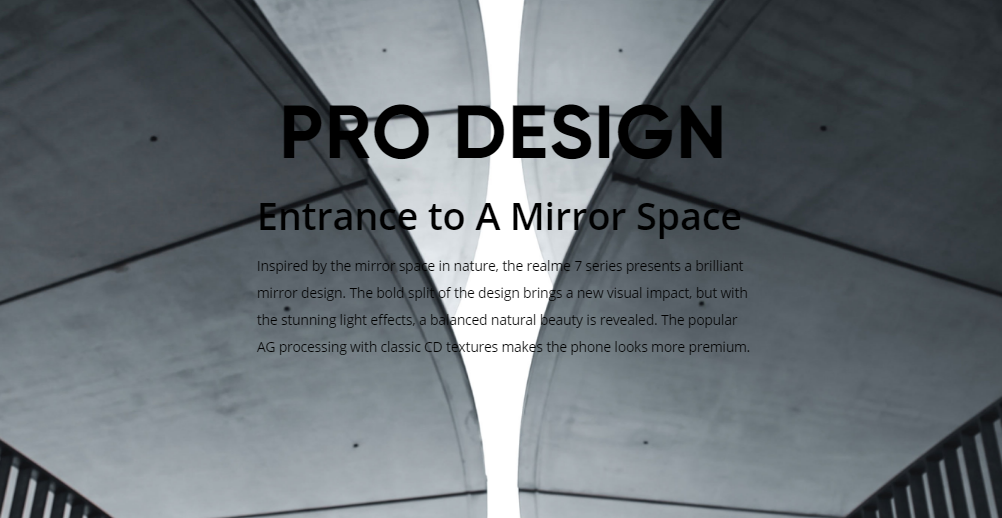 PRO DESIGN
Entrance to A Mirror Space
Inspired by the mirror space in nature, the realme 7 series presents a brilliant
mirror design. The bold split of the design brings a new visual impact, but with
the stunning light effects, a balanced natural beauty is revealed. The popular
AG processing with classic CD textures makes the phone looks more premium.